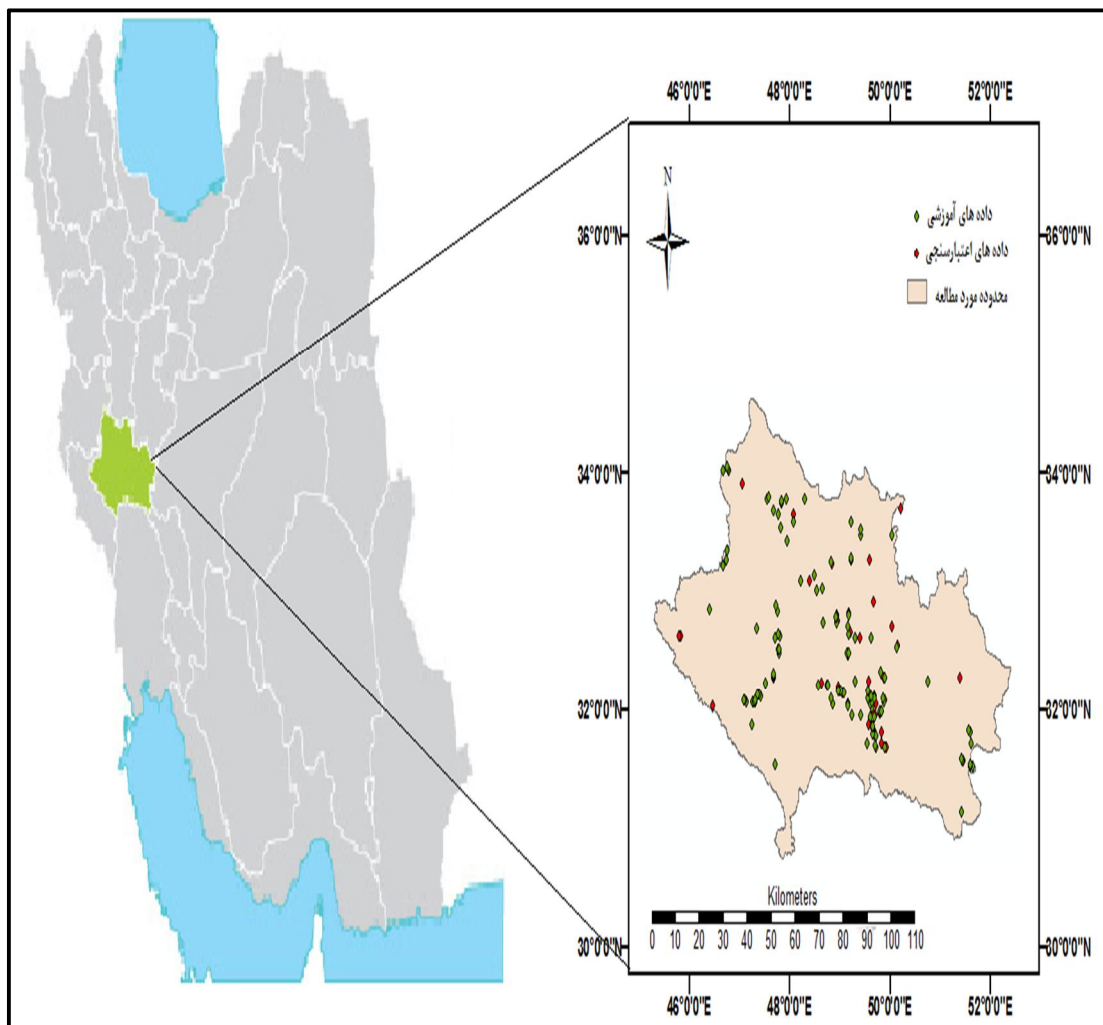 46°0'0"E 48°0'0"E 50°0'0"E 52°0'0"E
N
داده های آموزشی
داده های اعتبارسنجی
محدوده مورد مطالعه
36°0'0"N 36°0'0"N
34°0'0"N 34°0'0"N
32°0'0"N 32°0'0"N
30°0'0"N 30°0'0"N
Kilometers
0 10 20 30 40 50 60 70 80 90 100 110
46°0'0"E 48°0'0"E 50°0'0"E 52°0'0"E